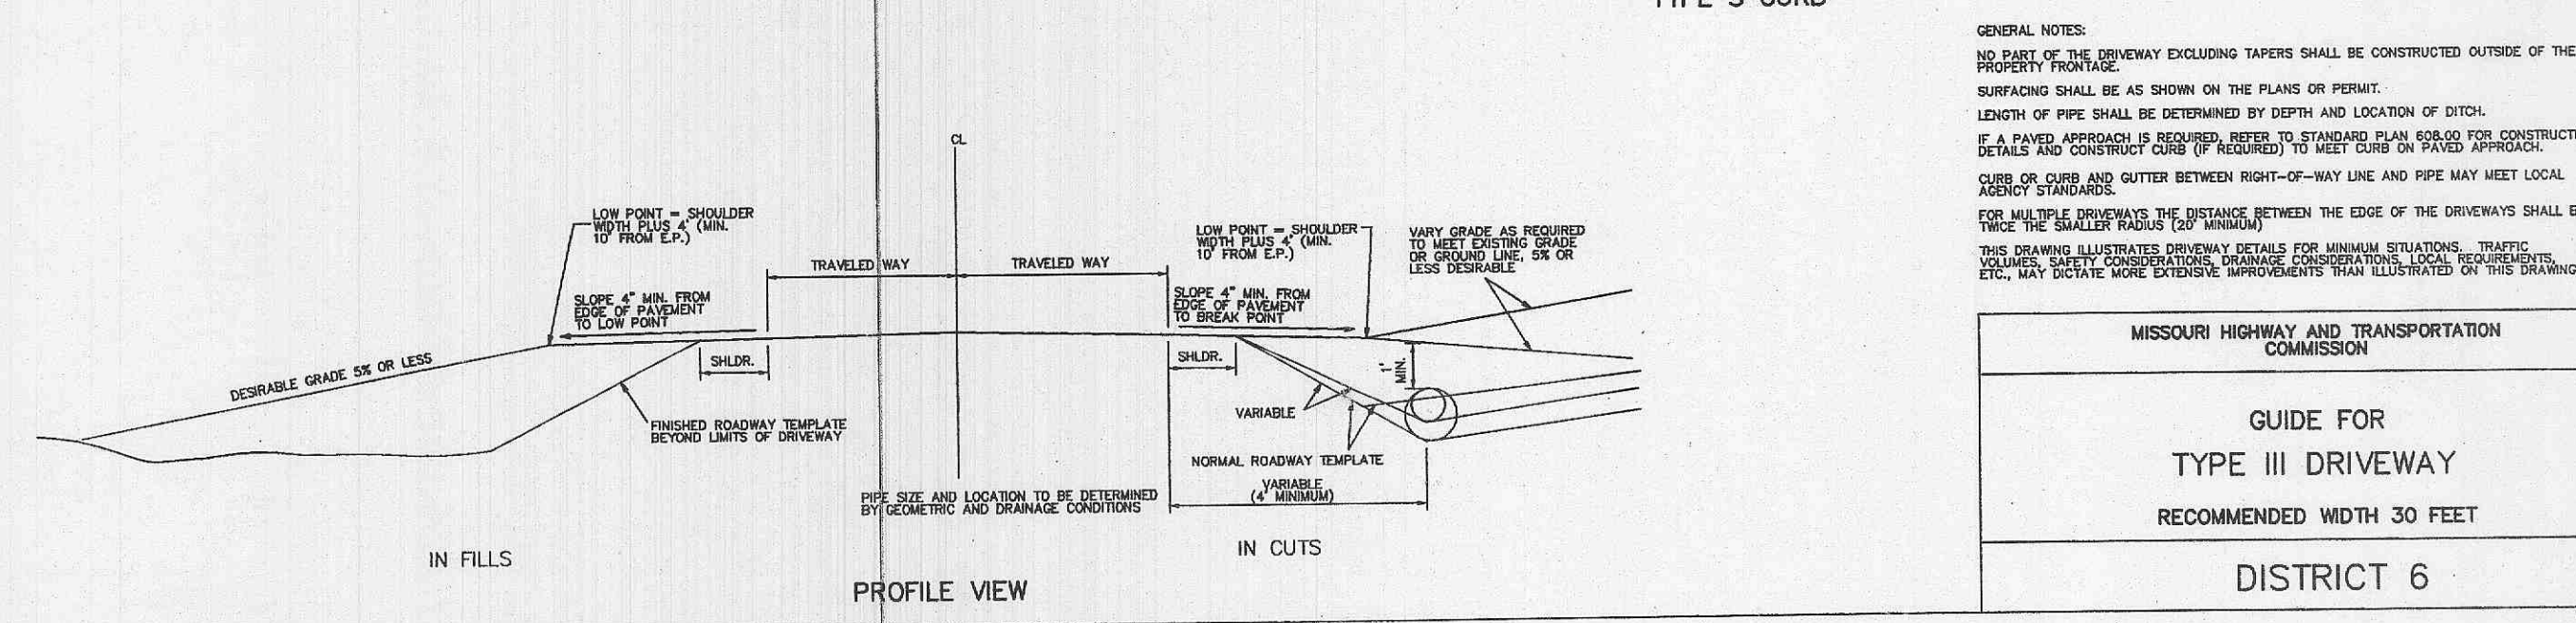 TYPE S CURB
GENERAL NOTES:
NO PART OF THE DRIVEWAY EXCLUDING TAPERS SHALL BE CONSTRUCTED OUTSIDE OF THE
PROPERTY FRONTAGE.
SURFACING SHALL BE AS SHOWN ON THE PLANS OR PERMIT.
LENGTH OF PIPE SHALL BE DETERMINED BY DEPTH AND LOCATION OF DITCH.
IF A PAVED APPROACH IS REQUIRED, REFER TO STANDARD PLAN 608.00 FOR CONSTRUCTI
DETAILS AND CONSTRUCT CURB (IF REQUIRED) TO MEET CURB ON PAVED APPROACH.
CURB OR CURB AND GUTTER BETWEEN RIGHT-OF-WAY LINE AND PIPE MAY MEET LOCAL
AGENCY STANDARDS.
FOR MULTIPLE DRIVEWAYS THE DISTANCE BETWEEN THE EDGE OF THE DRIVEWAYS SHALL
TWICE THE SMALLER RADIUS (20' MINIMUM)
THIS DRAWING ILLUSTRATES DRIVEWAY DETAILS FOR MINIMUM SITUATIONS. TRAFFIC
VOLUMES, SAFETY CONSIDERATIONS, DRAINAGE CONSIDERATIONS, LOCAL REQUIREMENTS,
ETC., MAY DICTATE MORE EXTENSIVE IMPROVEMENTS THAN ILLUSTRATED ON THIS DRAWING
CL
LOW POINT = SHOULDER
WIDTH PLUS 4' (MIN.
10' FROM E.P.)
TRAVELED WAY
TRAVELED WAY
LOW POINT = SHOULDER
WIDTH PLUS 4' (MIN.
10' FROM E.P.)
VARY GRADE AS REQUIRED
TO MEET EXISTING GRADE
OR GROUND LINE, 5% OR
LESS DESIRABLE
SLOPE 4" MIN. FROM
EDGE OF PAVEMENT
TO LOW POINT
SLOPE 4" MIN. FROM
EDGE OF PAVEMENT
TO BREAK POINT
DESIRABLE GRADE 5% OR LESS
SHLDR.
SHLDR.
1'
MIN.
VARIABLE
FINISHED ROADWAY TEMPLATE
BEYOND LIMITS OF DRIVEWAY
NORMAL ROADWAY TEMPLATE
VARIABLE
(4' MINIMUM)
PIPE SIZE AND LOCATION TO BE DETERMINED
BY GEOMETRIC AND DRAINAGE CONDITIONS
IN FILLS
IN CUTS
PROFILE VIEW
MISSOURI HIGHWAY AND TRANSPORTATION
COMMISSION
GUIDE FOR
TYPE III DRIVEWAY
RECOMMENDED WIDTH 30 FEET
DISTRICT 6